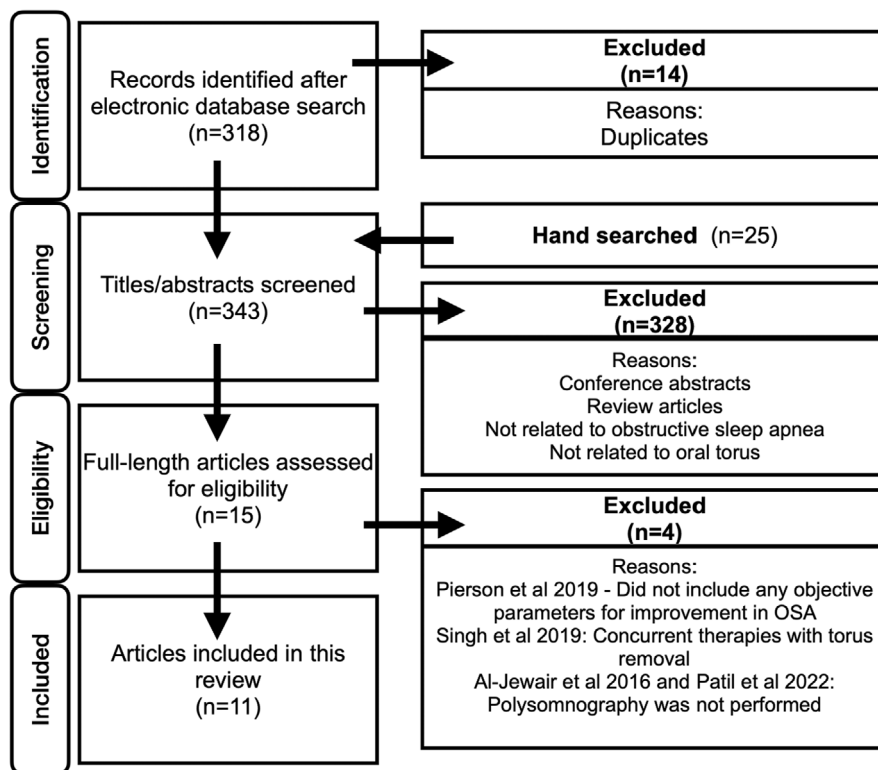 Identification
Records identified after
electronic database search
(n=318)
Excluded
(n=14)
Reasons:
Duplicates
Screening
Titles/abstracts screened
(n=343)
Hand searched (n=25)
Excluded
(n=328)
Reasons:
Conference abstracts
Review articles
Not related to obstructive sleep apnea
Not related to oral torus
Eligibility
Full-length articles assessed
for eligibility
(n=15)
Excluded
(n=4)
Reasons:
Pierson et al 2019 - Did not include any objective
parameters for improvement in OSA
Singh et al 2019: Concurrent therapies with torus
removal
Al-Jewair et al 2016 and Patil et al 2022:
Polysomnography was not performed
Included
Articles included in this
review
(n=11)